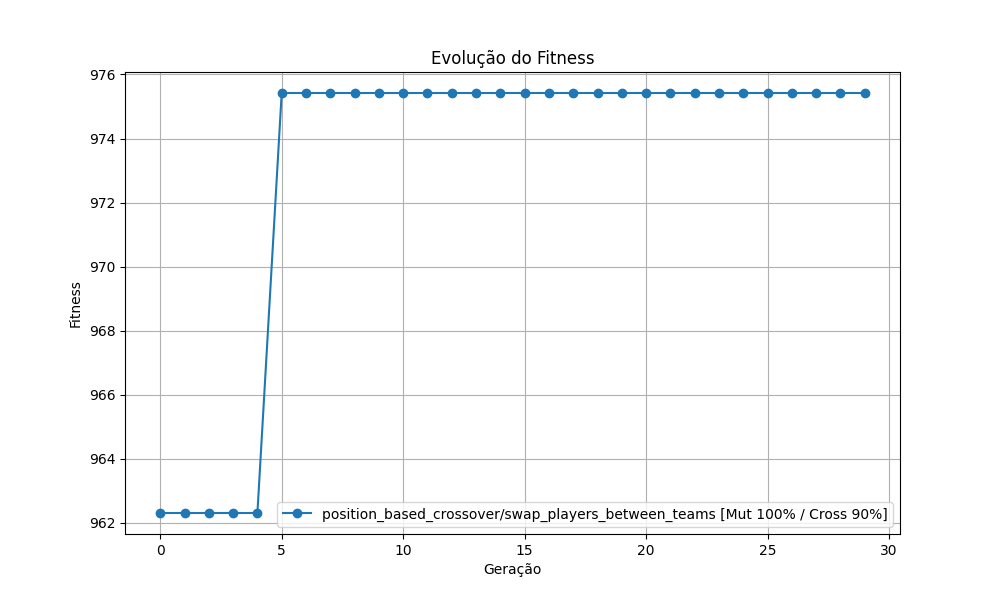 Evolução do Fitness
976
974
972
970
968
966
964
962
Fitness
position_based_crossover/swap_players_between_teams [Mut 100% / Cross 90%]
0 5 10 15 20 25 30
Geração